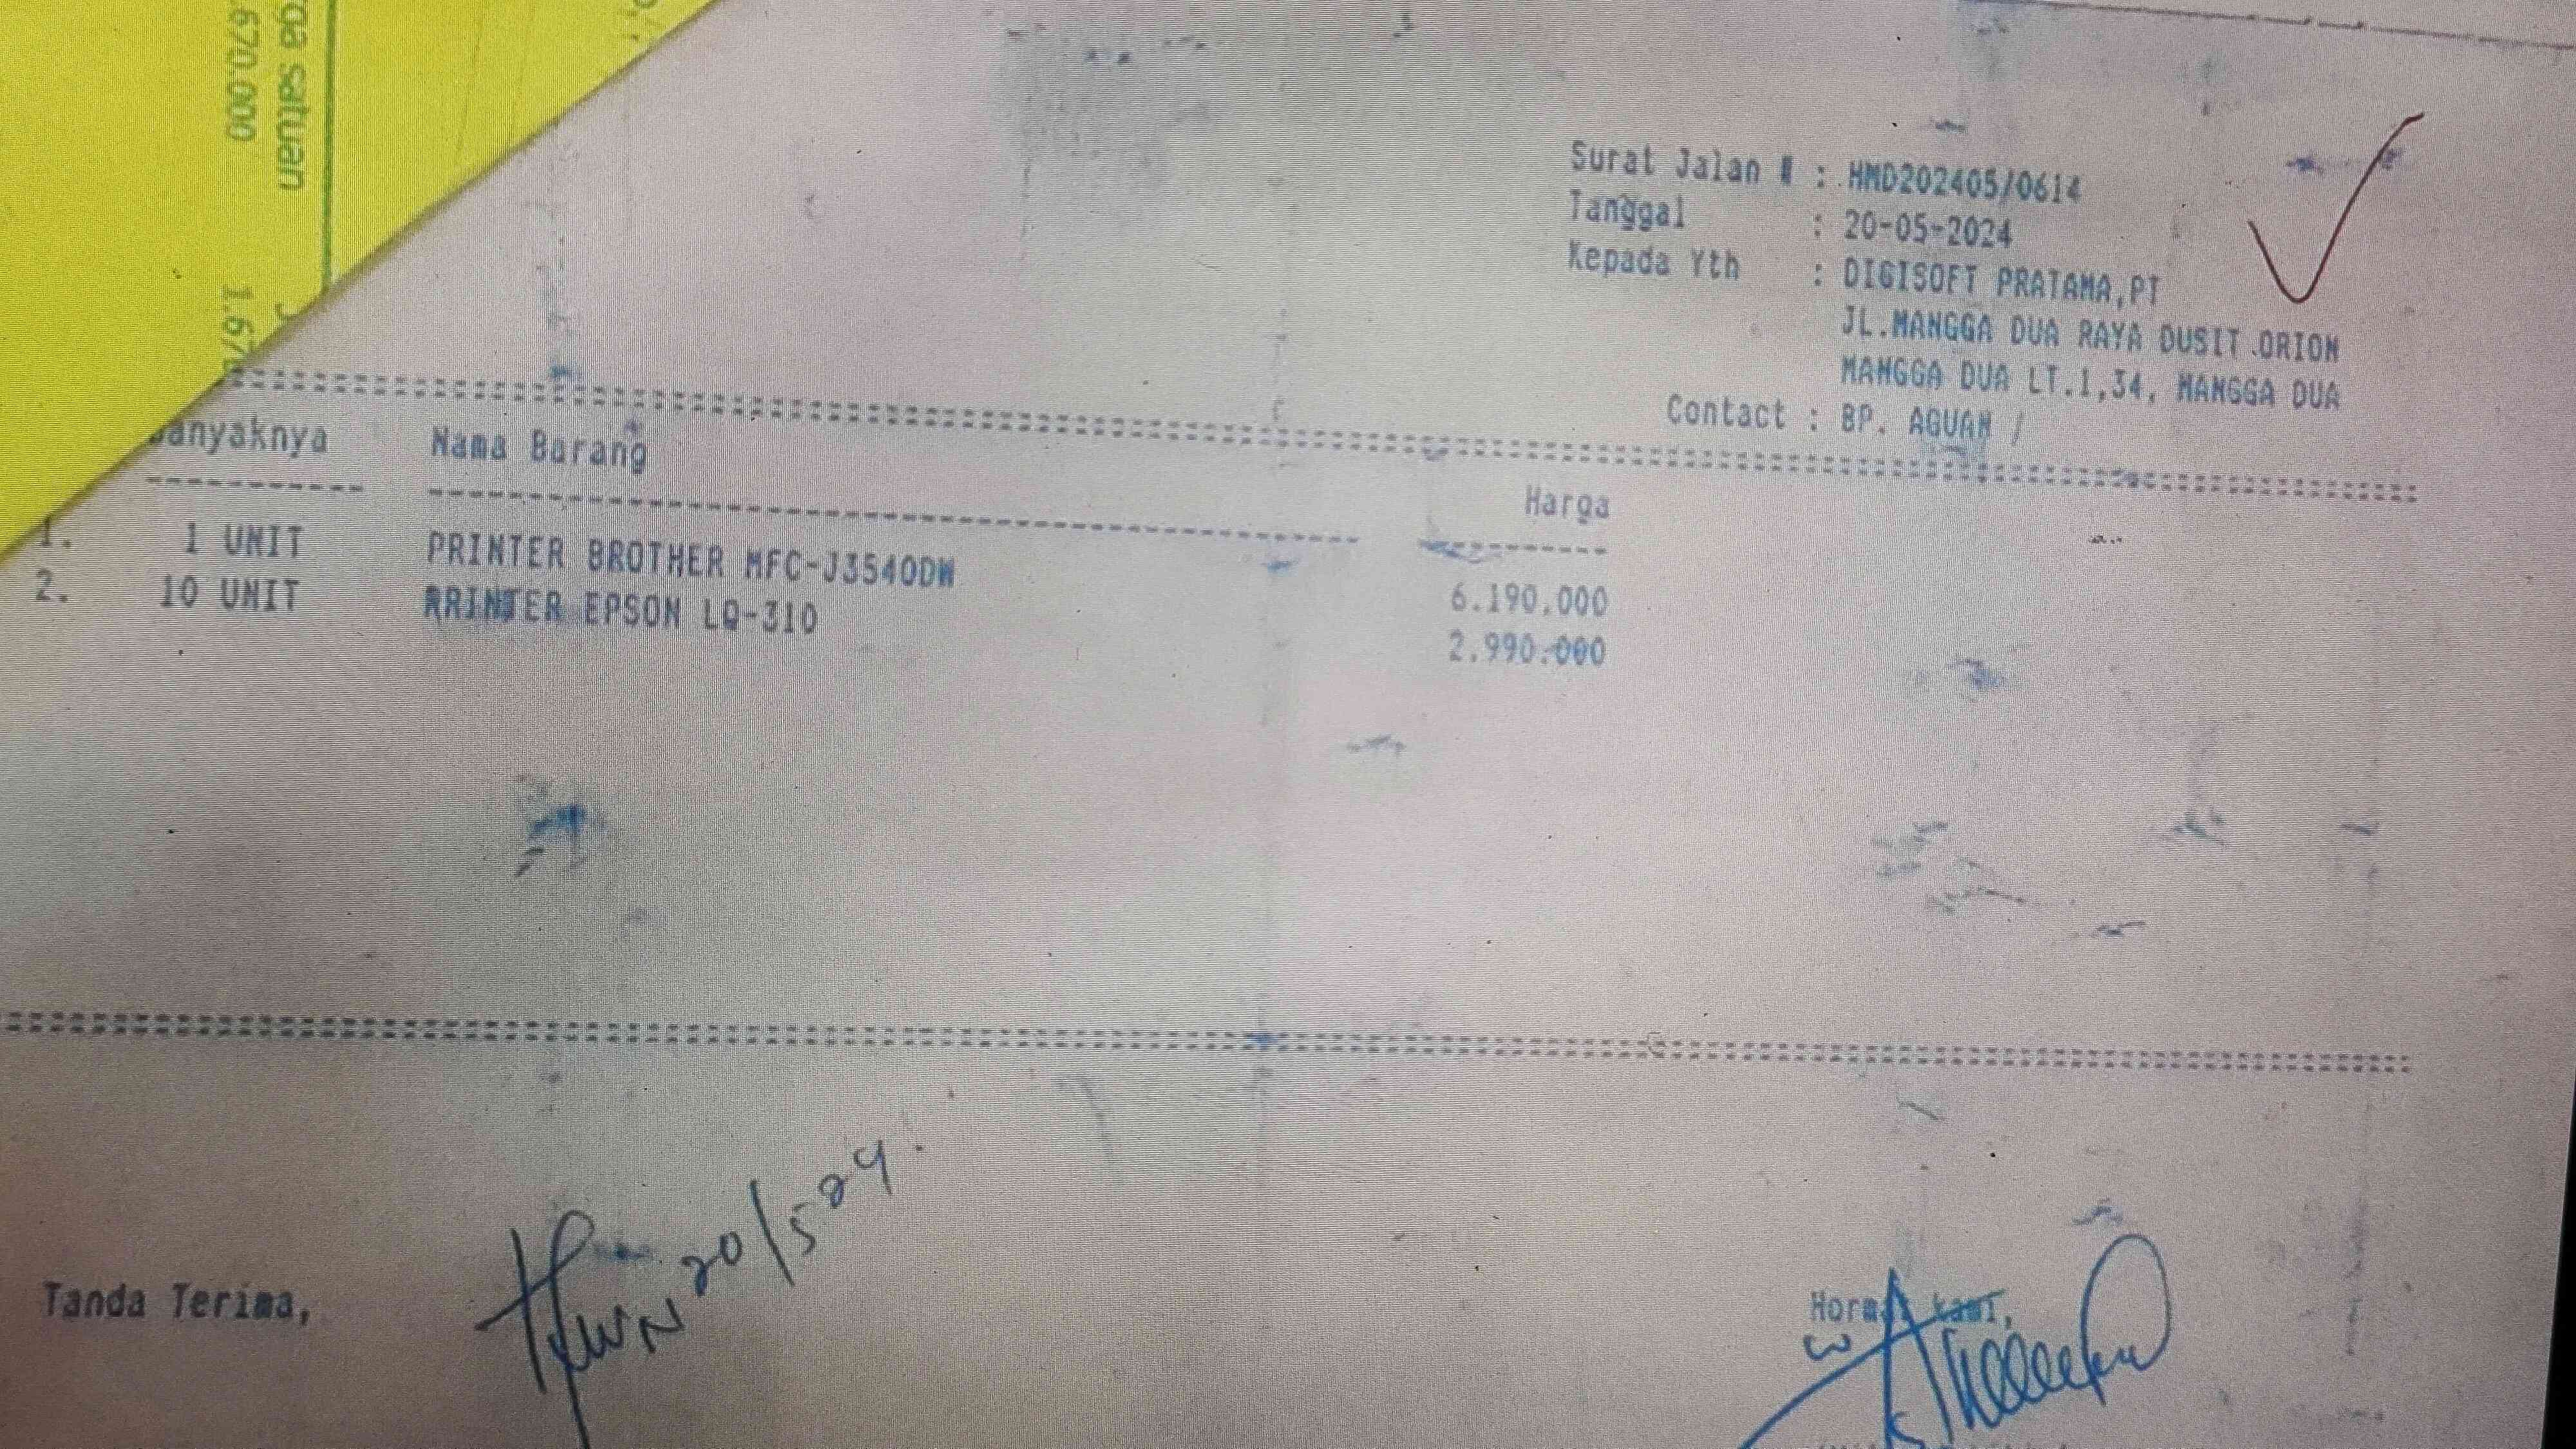 rga Satuan
.670.000
1.67
Surat Jalan # : HMD202405/0614
Tanggal : 20-05-2024
Kepada Yth : DIGISOFT PRATAMA,PT
JL.MANGGA DUA RAYA DUSIT.ORION
MANGGA DUA LT.1,34, MANGGA DUA
Contact : BP. AGUAN /
anyaknya Nama Barang Harga
1. 1 UNIT PRINTER BROTHER MFC-J3540DW 6.190.000
2. 10 UNIT RRINTER EPSON LQ-310 2.990.000
20/5 24.
Tanda Terima, Hormat kami,